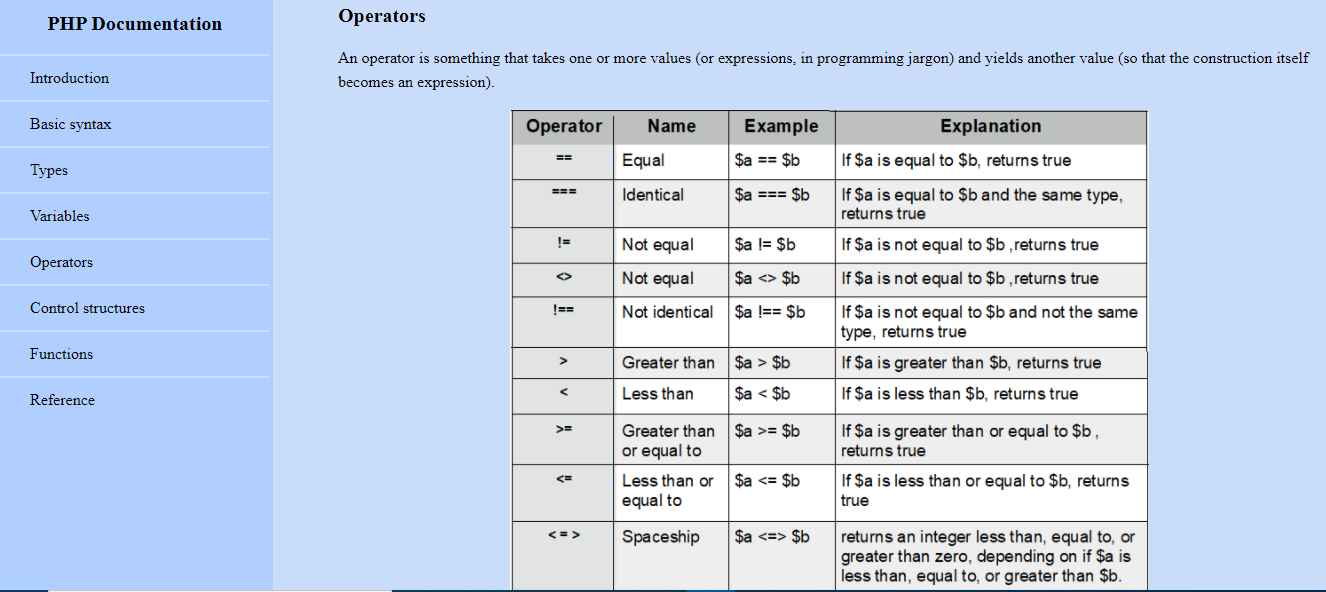 PHP Documentation
Introduction
Basic syntax
Types
Variables
Operators
Control structures
Functions
Reference
Operators
An operator is something that takes one or more values (or expressions, in programming jargon) and yields another value (so that the construction itself
becomes an expression).
Operator Name Example Explanation
== Equal $a == $b If $a is equal to $b, returns true
=== Identical $a === $b If $a is equal to $b and the same type,
returns true
!= Not equal $a != $b If $a is not equal to $b ,returns true
<> Not equal $a <> $b If $a is not equal to $b ,returns true
!== Not identical $a !== $b If $a is not equal to $b and not the same
type, returns true
> Greater than $a > $b If $a is greater than $b, returns true
< Less than $a < $b If $a is less than $b, returns true
>= Greater than $a >= $b If $a is greater than or equal to $b ,
or equal to returns true
<= Less than or $a <= $b If $a is less than or equal to $b, returns
equal to true
<=> Spaceship $a <=> $b returns an integer less than, equal to, or
greater than zero, depending on if $a is
less than, equal to, or greater than $b.